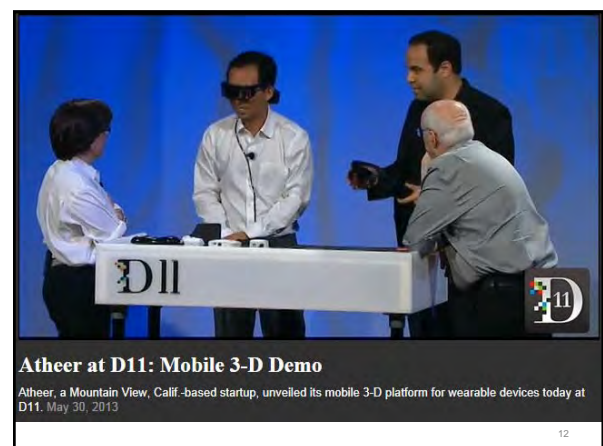 D11
11
Atheer at D11: Mobile 3-D Demo
Atheer, a Mountain View, Calif.-based startup, unveiled its mobile 3-D platform for wearable devices today at
D11. May 30, 2013
12